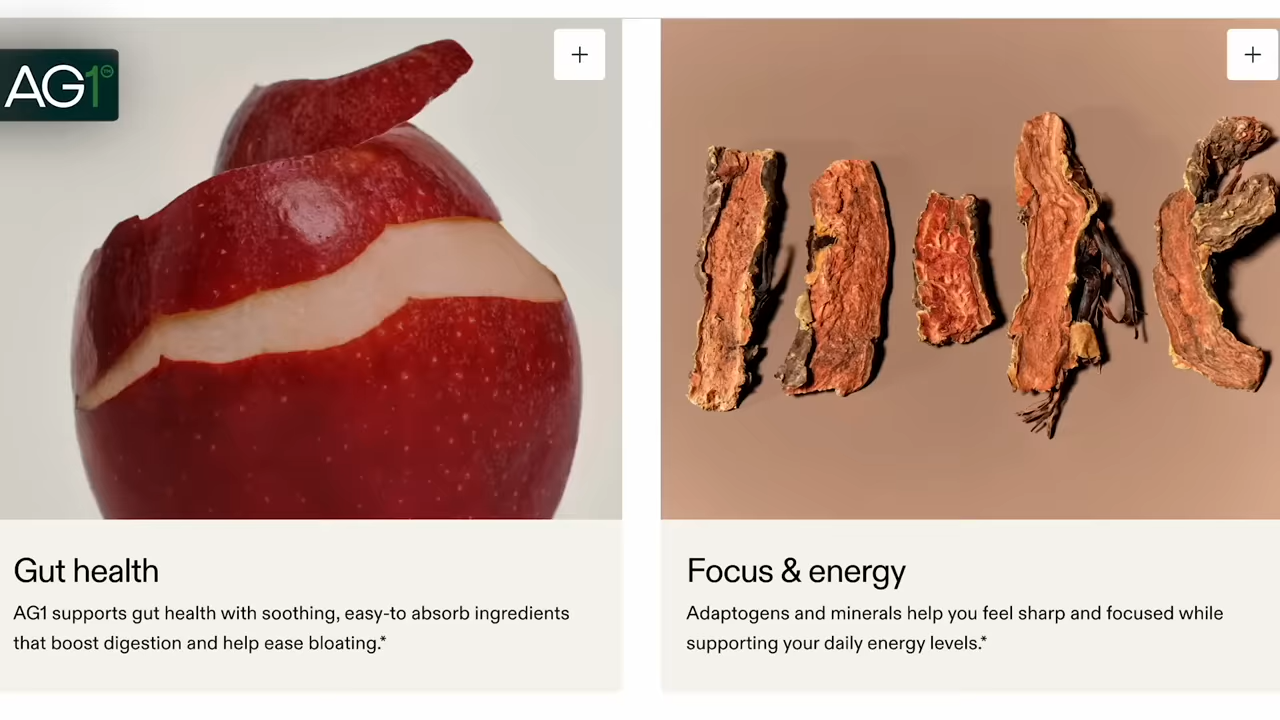 AG1
Gut health
AG1 supports gut health with soothing, easy-to absorb ingredients
that boost digestion and help ease bloating.*
Focus & energy
Adaptogens and minerals help you feel sharp and focused while
supporting your daily energy levels.*